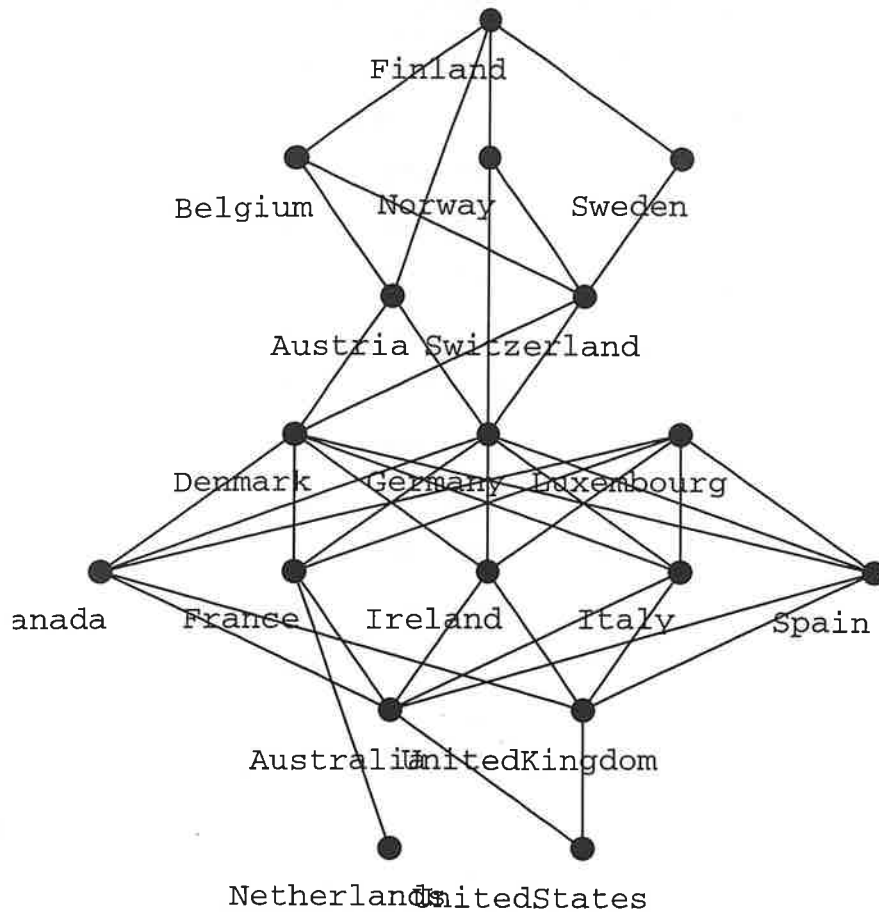 Finland
Belgium Norway Sweden
Austria Switzerland
Denmark Germany Luxembourg
anada France Ireland Italy Spain
Australia UnitedKingdom
Netherlands UnitedStates